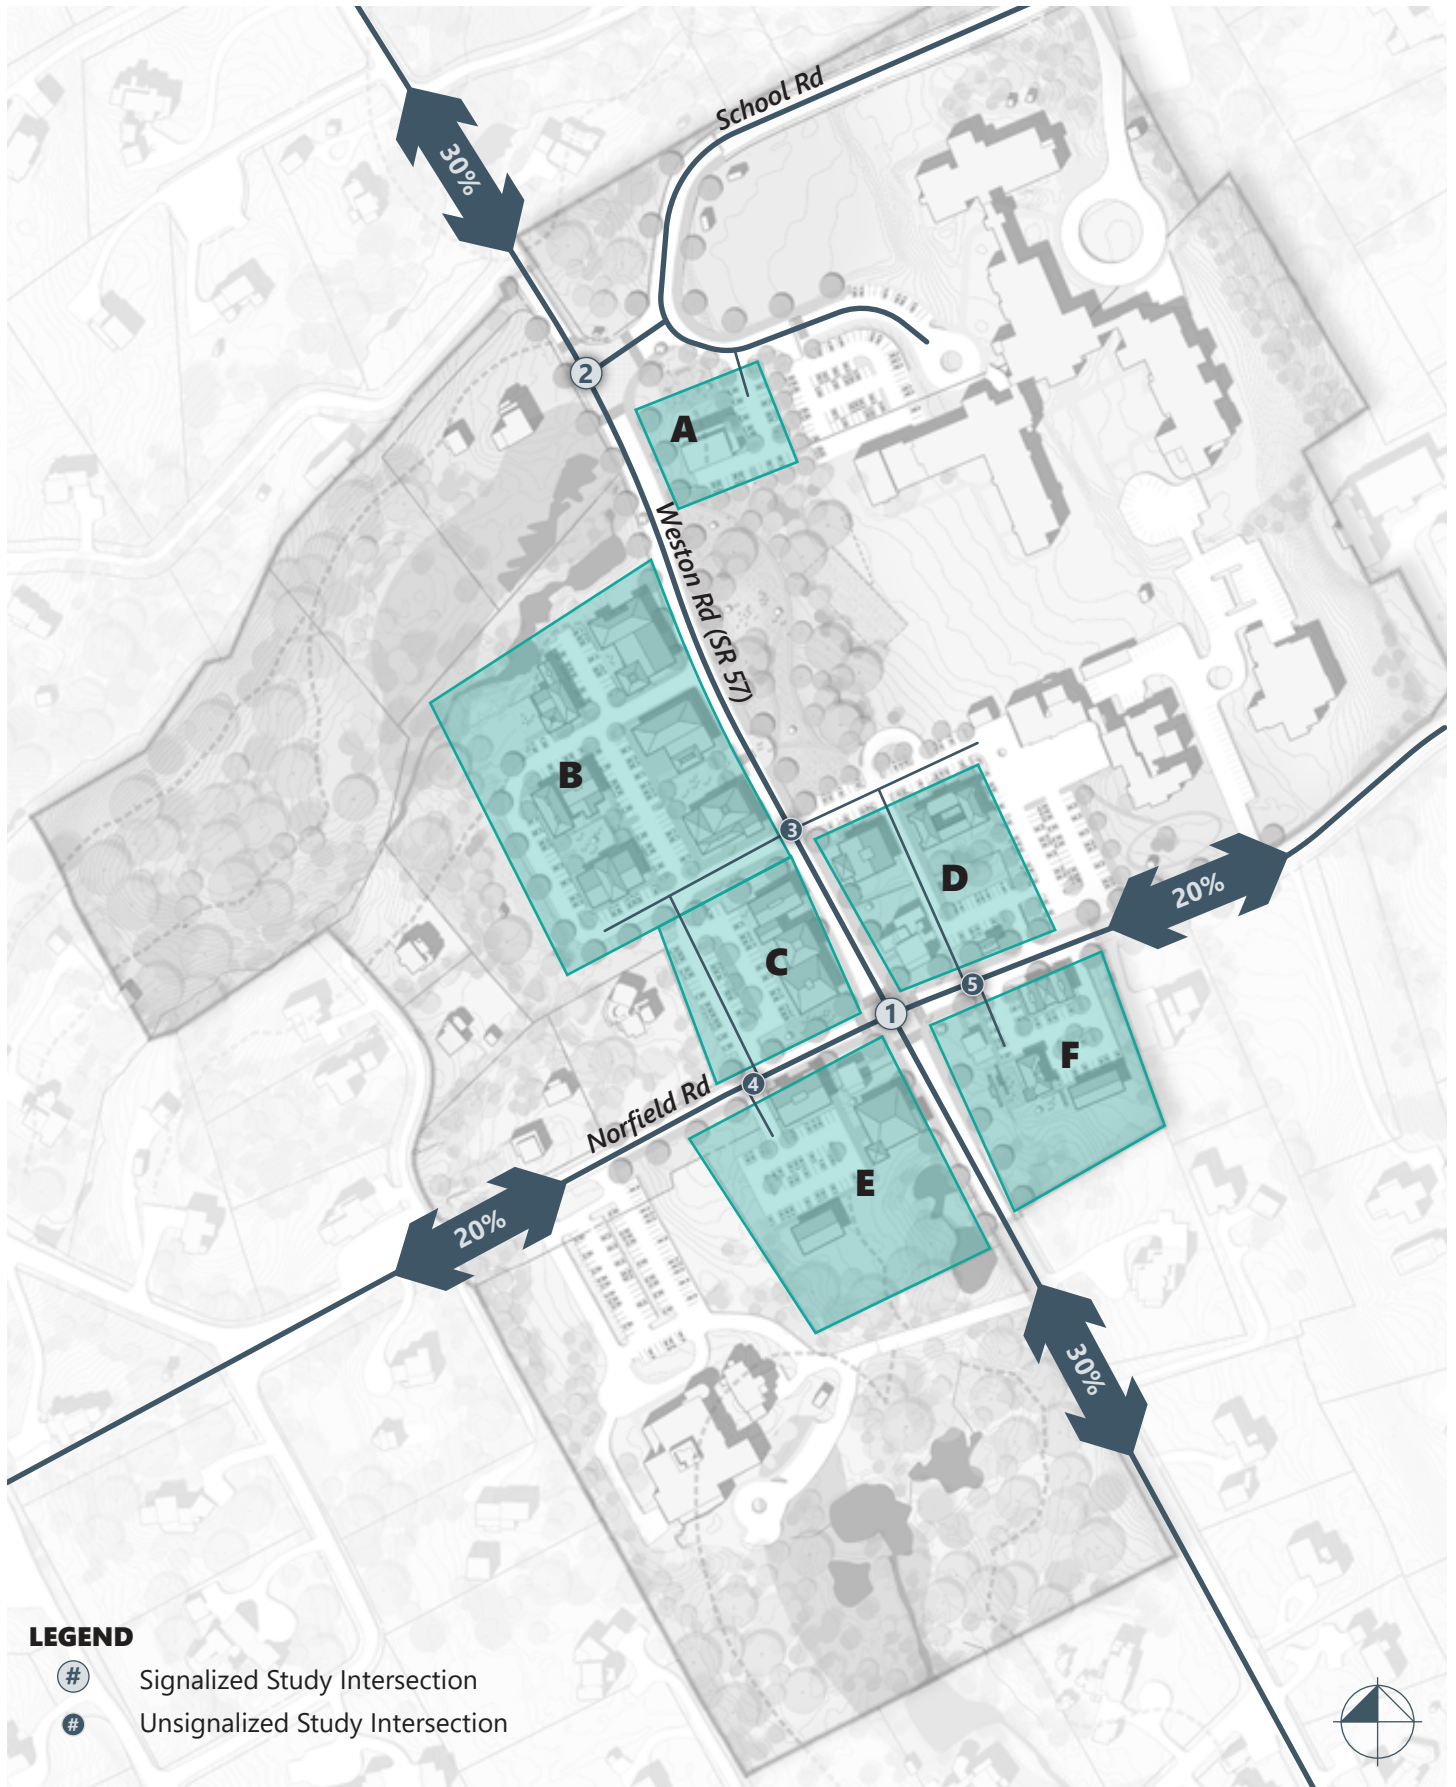 School Rd
30%
2
A
Weston Rd (SR 57)
B
3
D
20%
C
5
1
F
4
Norfield Rd
E
20%
30%
LEGEND
# Signalized Study Intersection
# Unsignalized Study Intersection